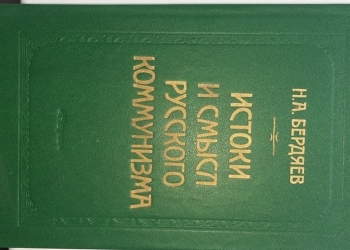 Н.А. БЕРДЯЕВ
ИСТОКИ
И СМЫСЛ
РУССКОГО
КОММУНИЗМА